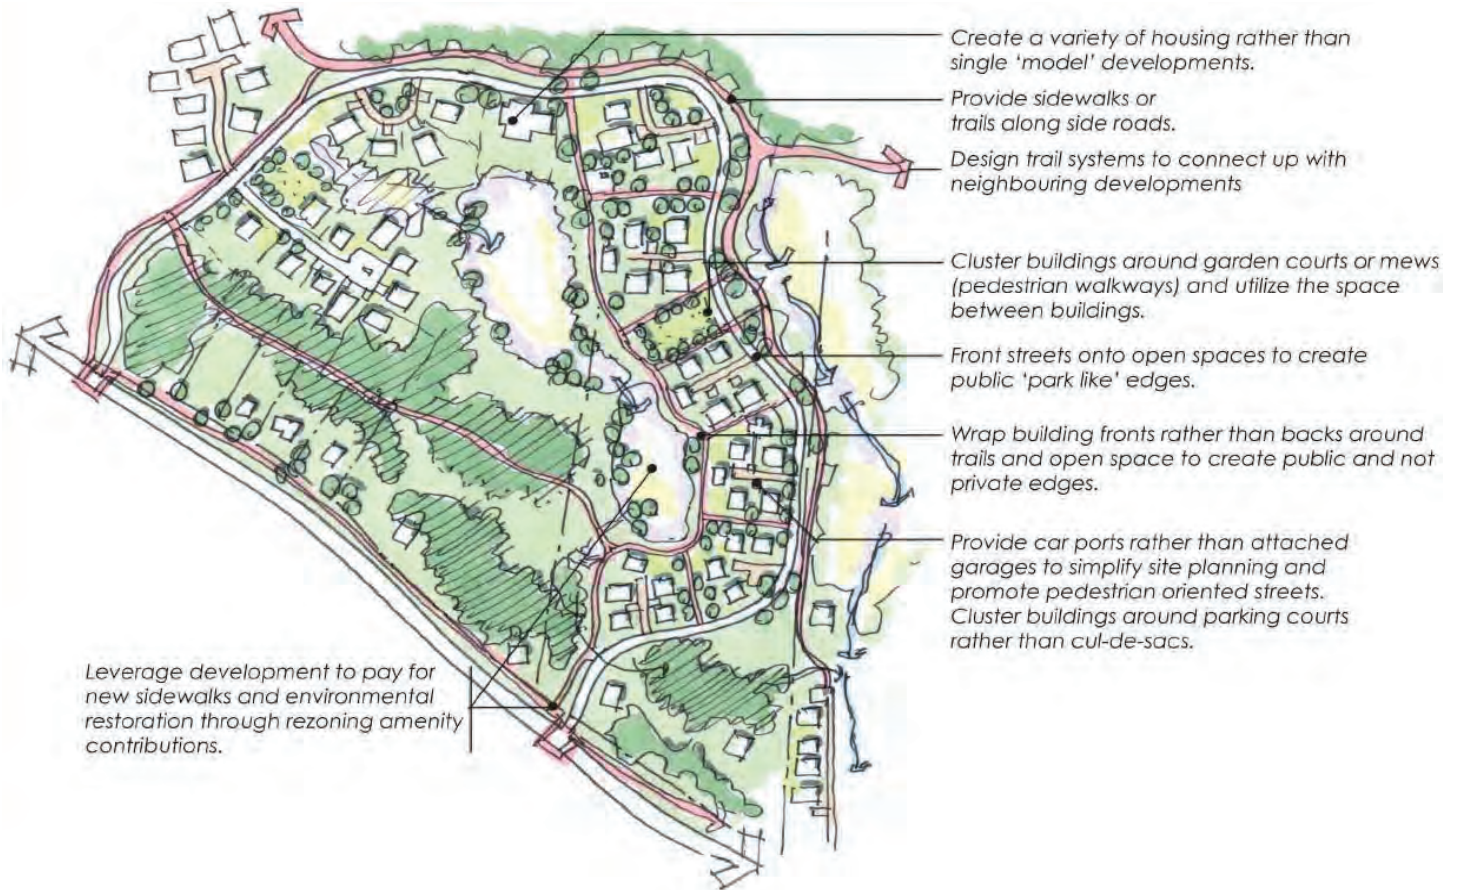 Create a variety of housing rather than
single ‘model’ developments.
Provide sidewalks or
trails along side roads.
Design trail systems to connect up with
neighbouring developments
Cluster buildings around garden courts or mews
(pedestrian walkways) and utilize the space
between buildings.
Front streets onto open spaces to create
public ‘park like’ edges.
Wrap building fronts rather than backs around
trails and open space to create public and not
private edges.
Provide car ports rather than attached
garages to simplify site planning and
promote pedestrian oriented streets.
Cluster buildings around parking courts
rather than cul-de-sacs.
Leverage development to pay for
new sidewalks and environmental
restoration through rezoning amenity
contributions.